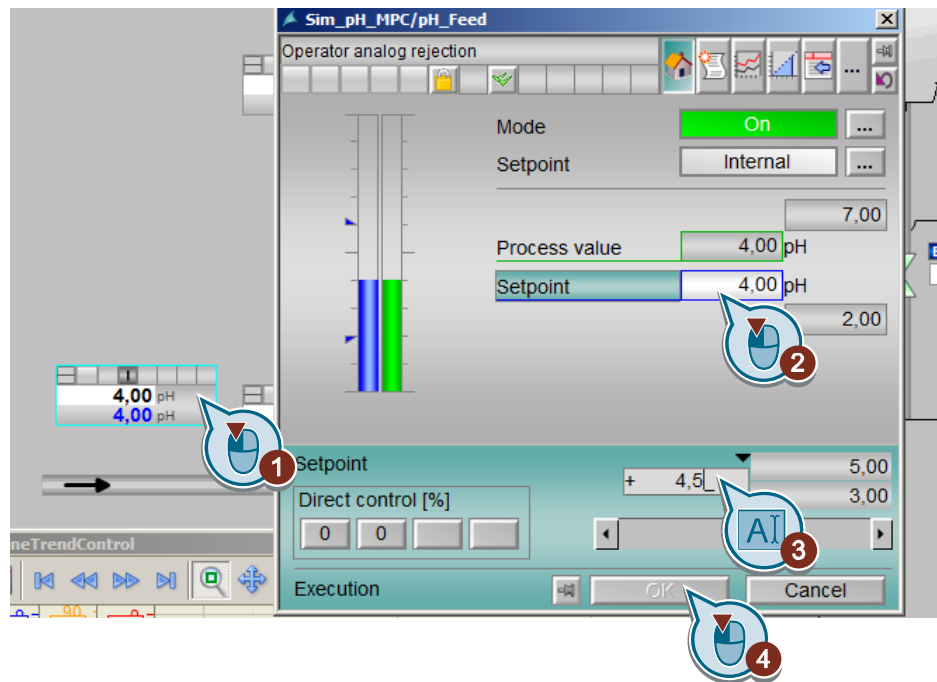 Sim_pH_MPC/pH_Feed
Operator analog rejection
...
Mode On ...
Setpoint Internal ...
7,00
Process value 4,00 pH
Setpoint 4,00 pH
2,00
2
I
4,00 pH
4,00 pH
1
Setpoint 5,00
+ 4,5_
3,00
Direct control [%]
0 0
A
3
neTrendControl
Execution OK Cancel
90
4